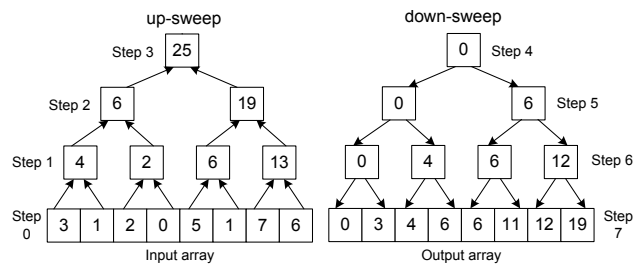 up-sweep
down-sweep
Step 3 25
0 Step 4
Step 2 6 19
0 6 Step 5
Step 1 4 2 6 13
0 4 6 12 Step 6
Step 0 3 1 2 0 5 1 7 6
0 3 4 6 6 11 12 19 Step 7
Input array
Output array